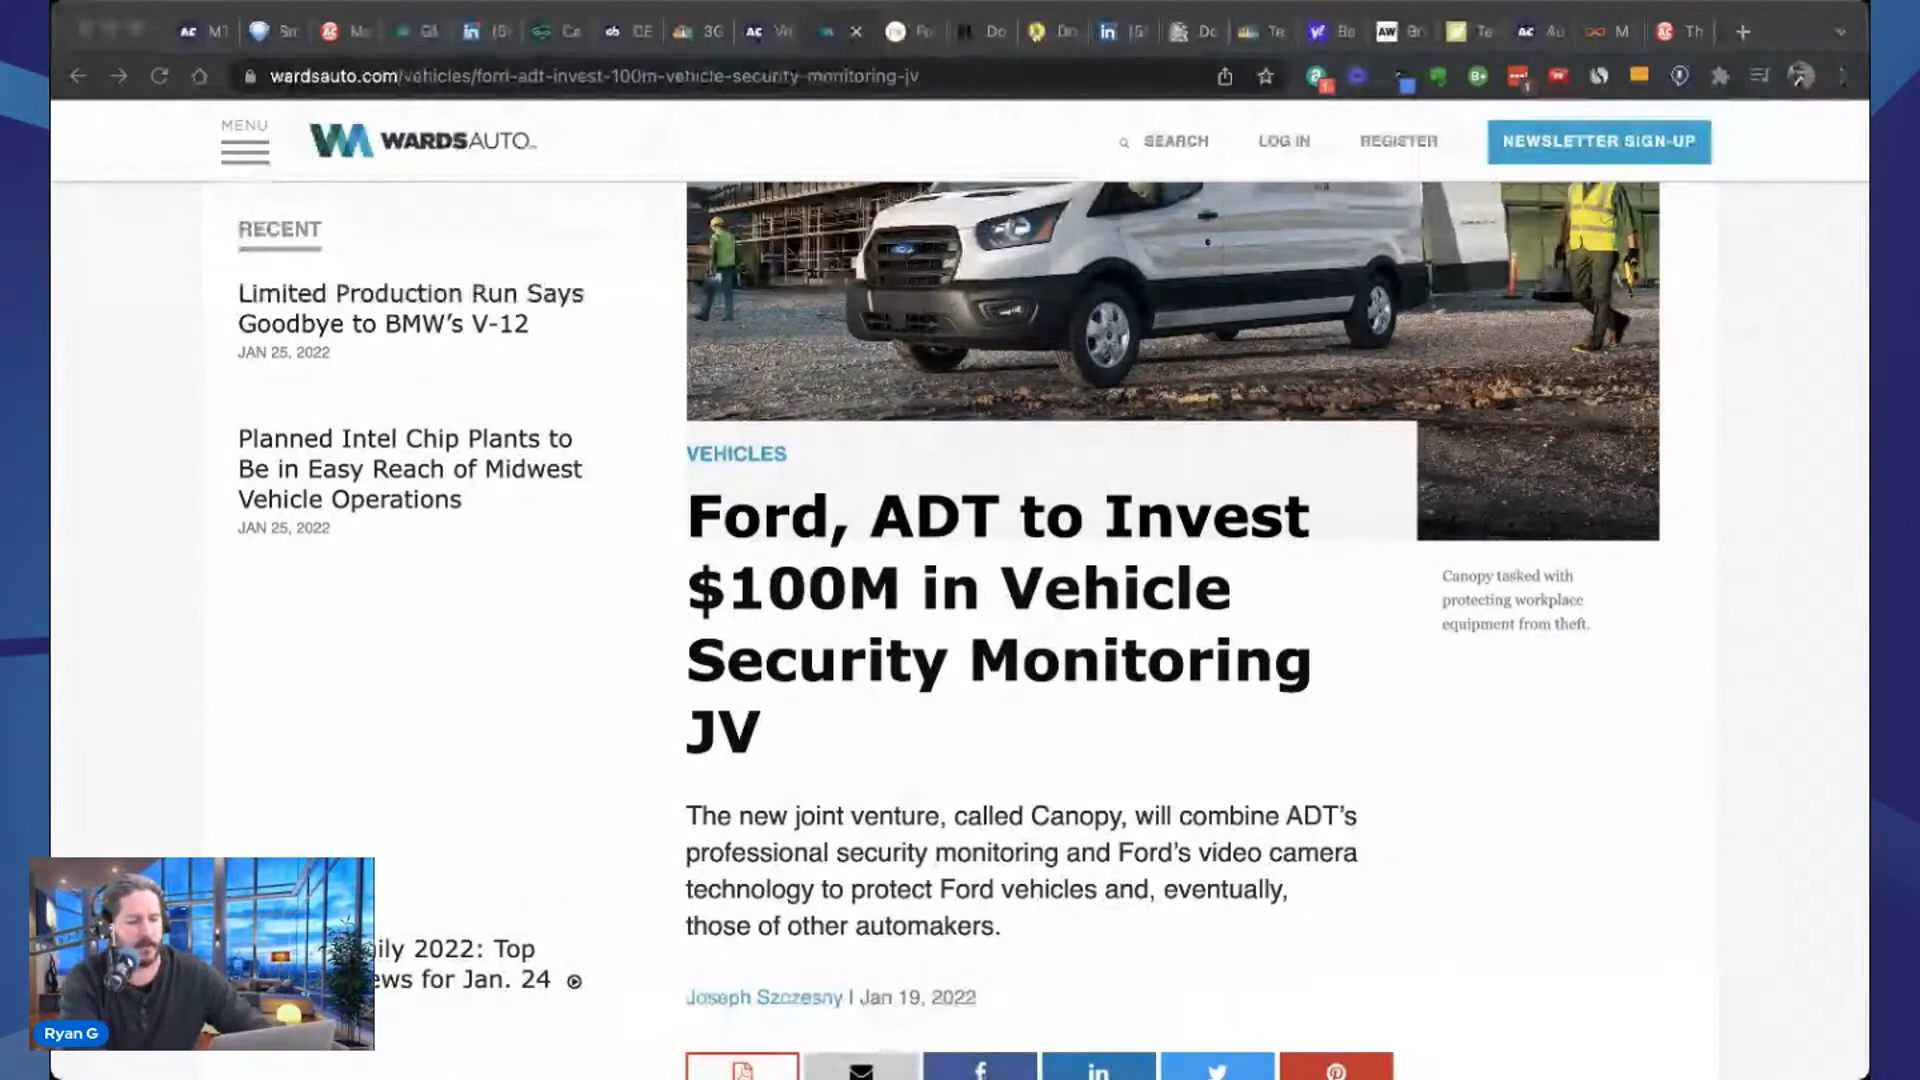 wardsauto.com/vehicles/ford-adt-invest-100m-vehicle-security-monitoring-jv
MENU
WARDSAUTO
SEARCH
LOG IN
REGISTER
NEWSLETTER SIGN-UP
RECENT
Limited Production Run Says
Goodbye to BMW’s V-12
JAN 25, 2022
Planned Intel Chip Plants to
Be in Easy Reach of Midwest
Vehicle Operations
JAN 25, 2022
ily 2022: Top
ews for Jan. 24
VEHICLES
Ford, ADT to Invest
$100M in Vehicle
Security Monitoring
JV
Canopy tasked with
protecting workplace
equipment from theft.
The new joint venture, called Canopy, will combine ADT’s
professional security monitoring and Ford’s video camera
technology to protect Ford vehicles and, eventually,
those of other automakers.
Joseph Szczesny | Jan 19, 2022
Ryan G